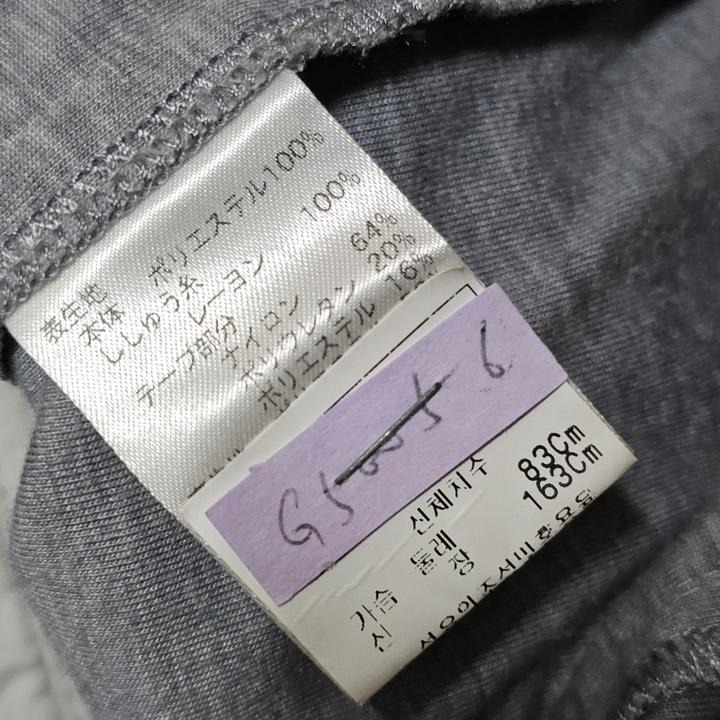 表生地
本体 ポリエステル100%
ししゅう糸
レーヨン 100%
テープ部分
ナイロン 64%
ポリウレタン 20%
ポリエステル 16%
G5005 6
신체치수
가슴둘레 83Cm
신장 163Cm